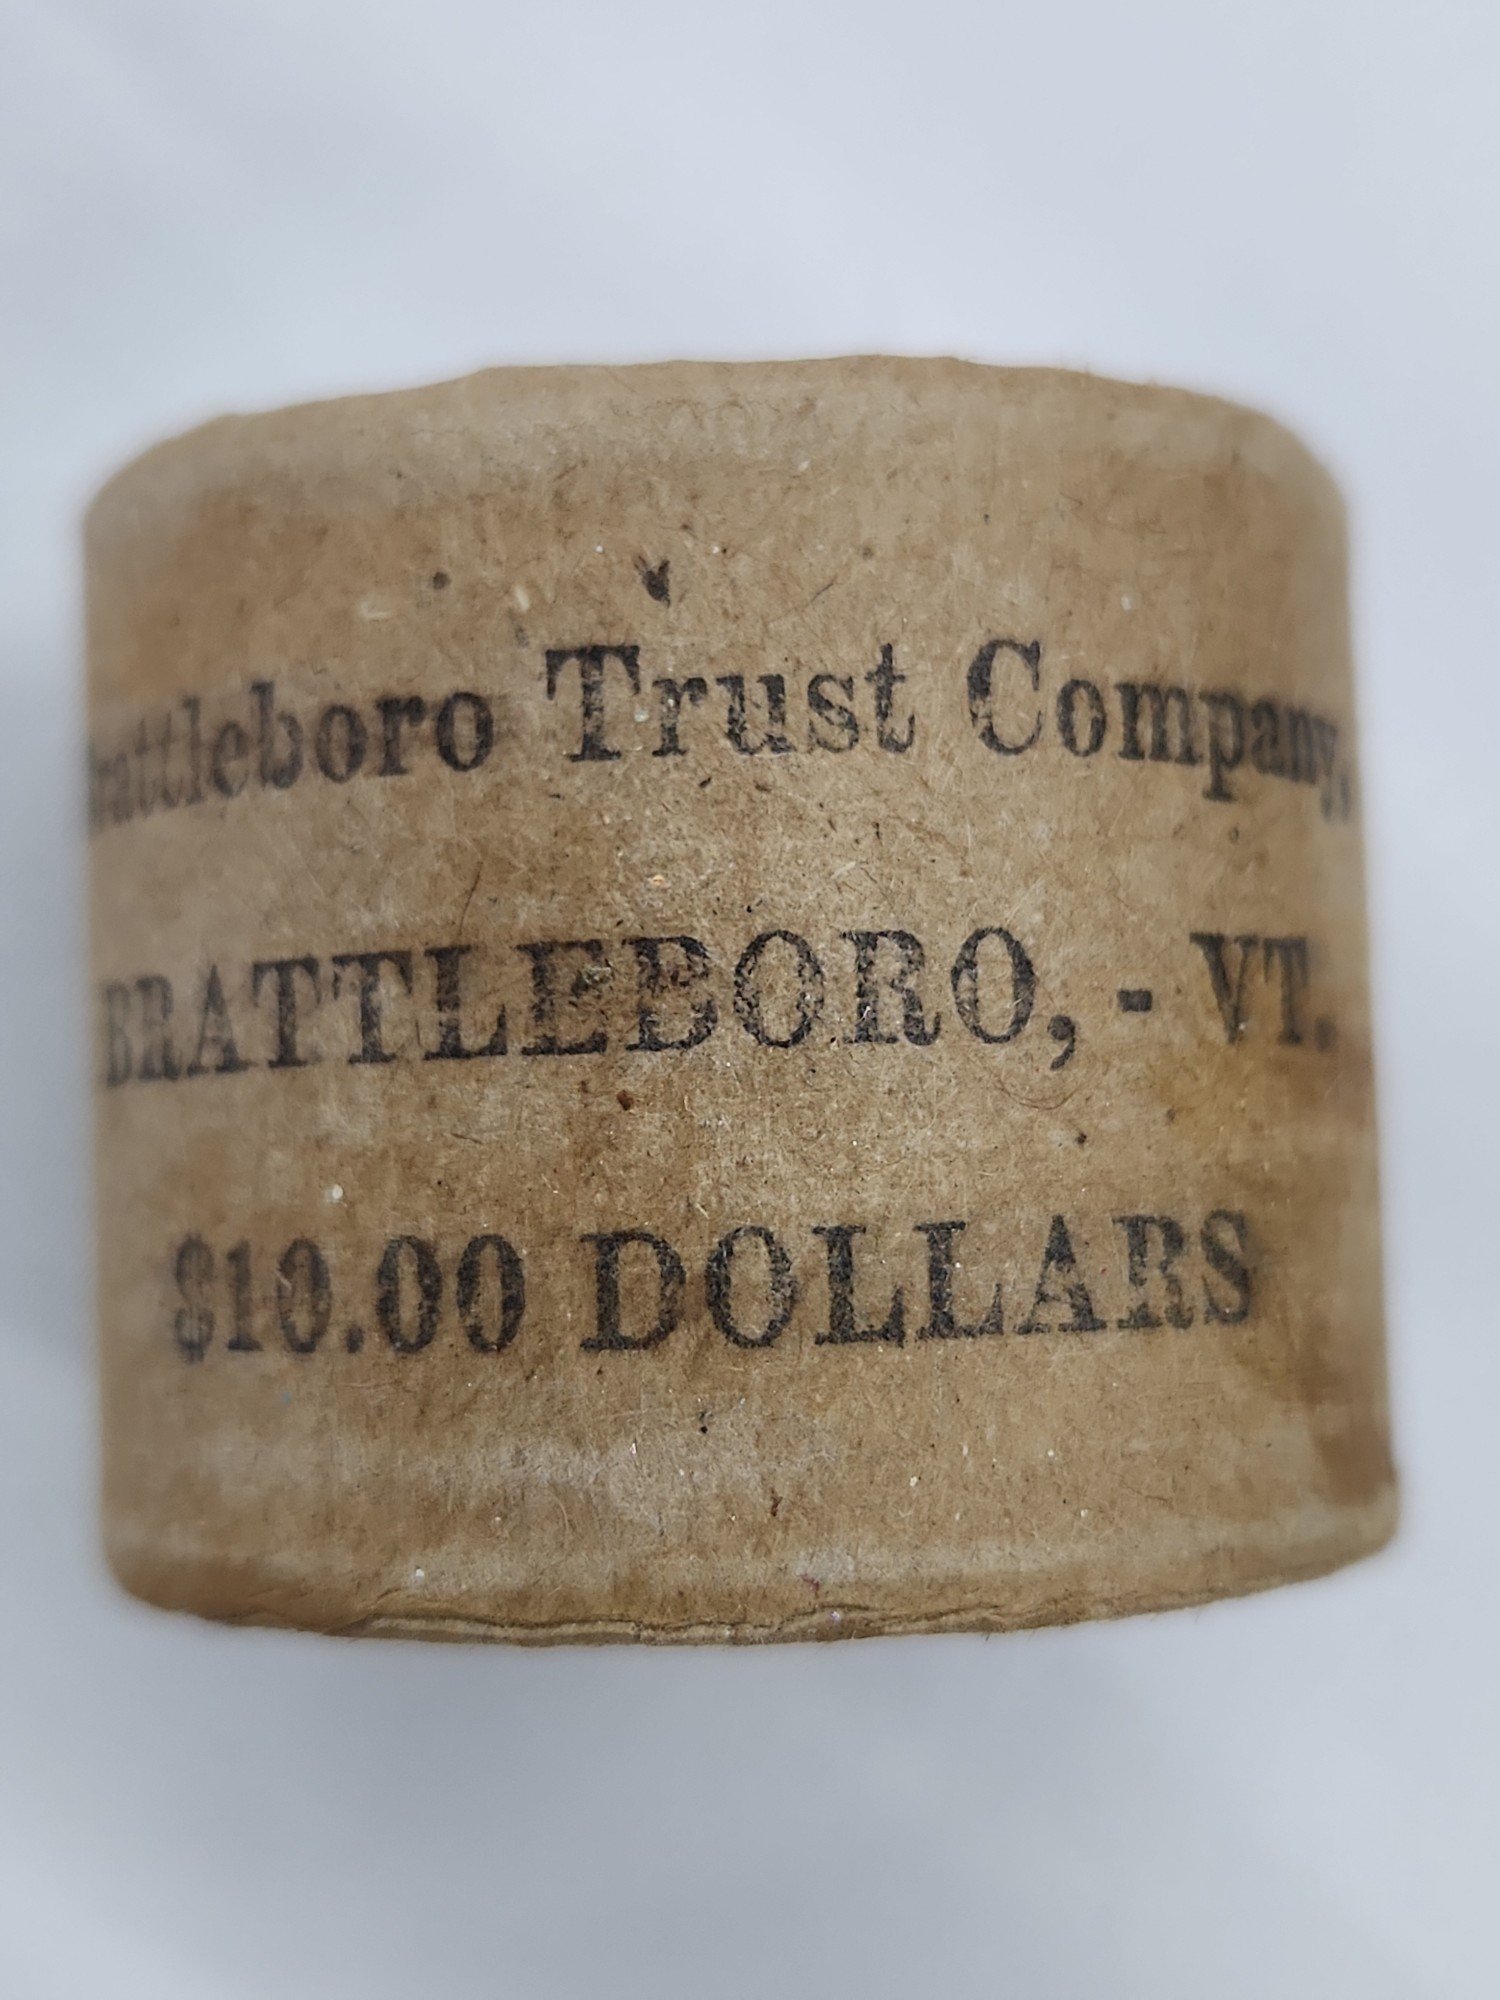 rattleboro Trust Company,
BRATTLEBORO, - VT.
$10.00 DOLLARS